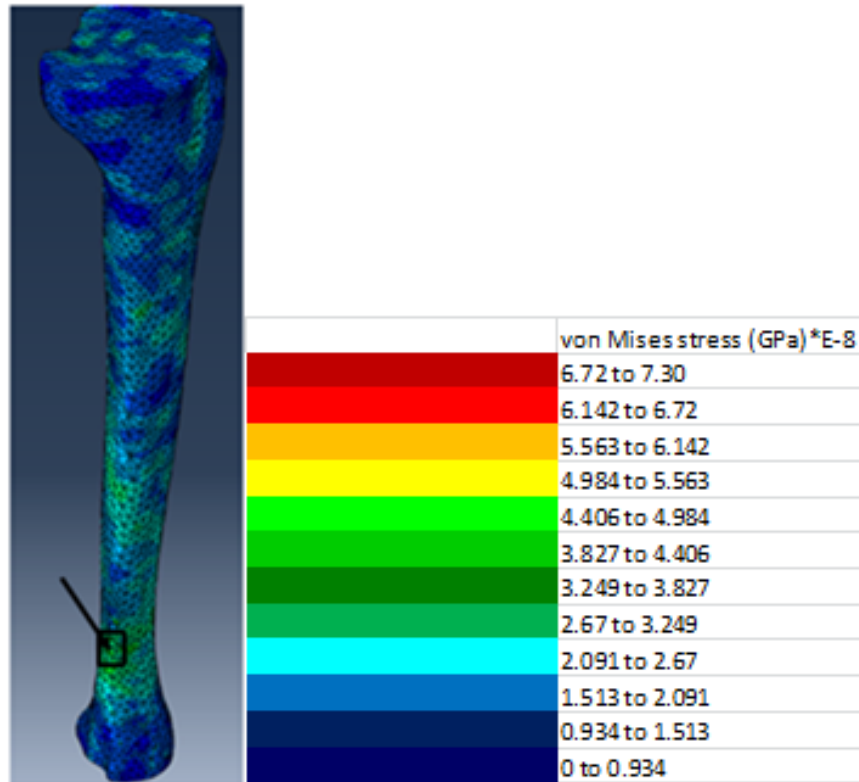 von Mises stress (GPa)*E-8
6.72 to 7.30
6.142 to 6.72
5.563 to 6.142
4.984 to 5.563
4.406 to 4.984
3.827 to 4.406
3.249 to 3.827
2.67 to 3.249
2.091 to 2.67
1.513 to 2.091
0.934 to 1.513
0 to 0.934